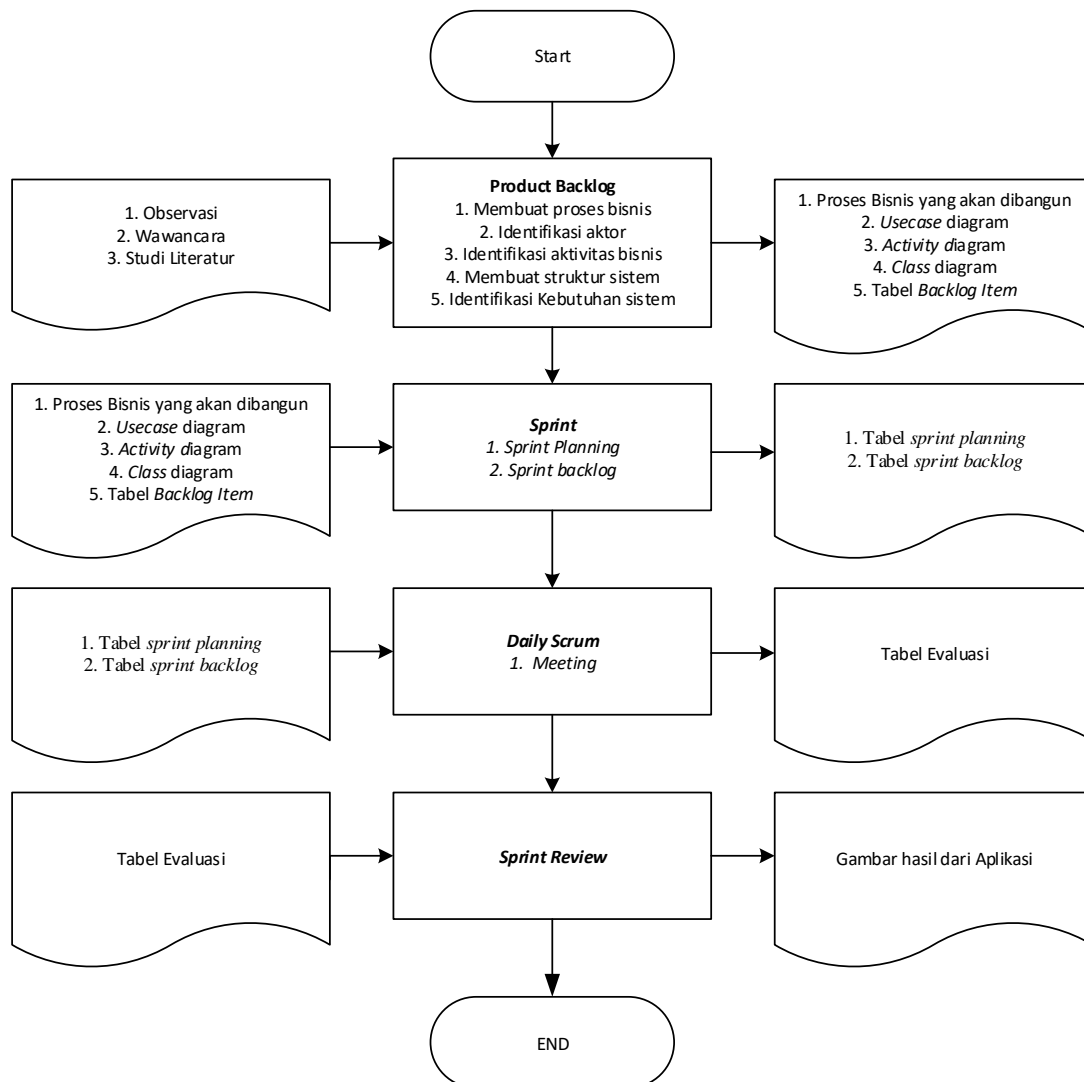 Start
1. Observasi
2. Wawancara
3. Studi Literatur
Product Backlog
1. Membuat proses bisnis
2. Identifikasi aktor
3. Identifikasi aktivitas bisnis
4. Membuat struktur sistem
5. Identifikasi Kebutuhan sistem
1. Proses Bisnis yang akan dibangun
2. Usecase diagram
3. Activity diagram
4. Class diagram
5. Tabel Backlog Item
1. Proses Bisnis yang akan dibangun
2. Usecase diagram
3. Activity diagram
4. Class diagram
5. Tabel Backlog Item
Sprint
1. Sprint Planning
2. Sprint backlog
1. Tabel sprint planning
2. Tabel sprint backlog
1. Tabel sprint planning
2. Tabel sprint backlog
Daily Scrum
1. Meeting
Tabel Evaluasi
Tabel Evaluasi
Sprint Review
Gambar hasil dari Aplikasi
END